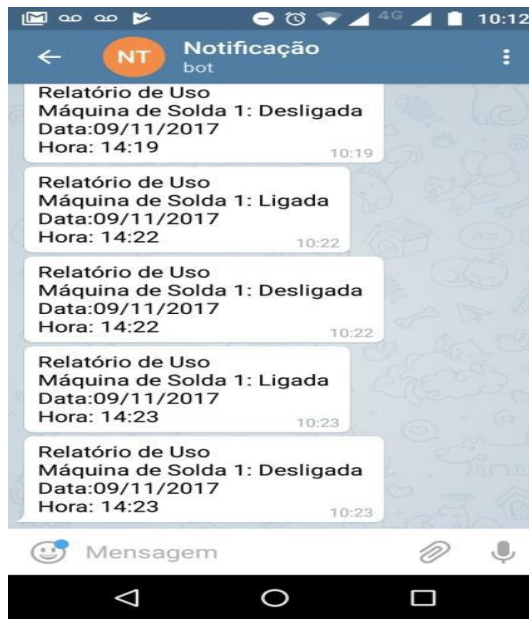 4G 10:12
NT Notificação
bot
Relatório de Uso
Máquina de Solda 1: Desligada
Data:09/11/2017
Hora: 14:19
10:19
Relatório de Uso
Máquina de Solda 1: Ligada
Data:09/11/2017
Hora: 14:22
10:22
Relatório de Uso
Máquina de Solda 1: Desligada
Data:09/11/2017
Hora: 14:22
10:22
Relatório de Uso
Máquina de Solda 1: Ligada
Data:09/11/2017
Hora: 14:23
10:23
Relatório de Uso
Máquina de Solda 1: Desligada
Data:09/11/2017
Hora: 14:23
10:23
Mensagem